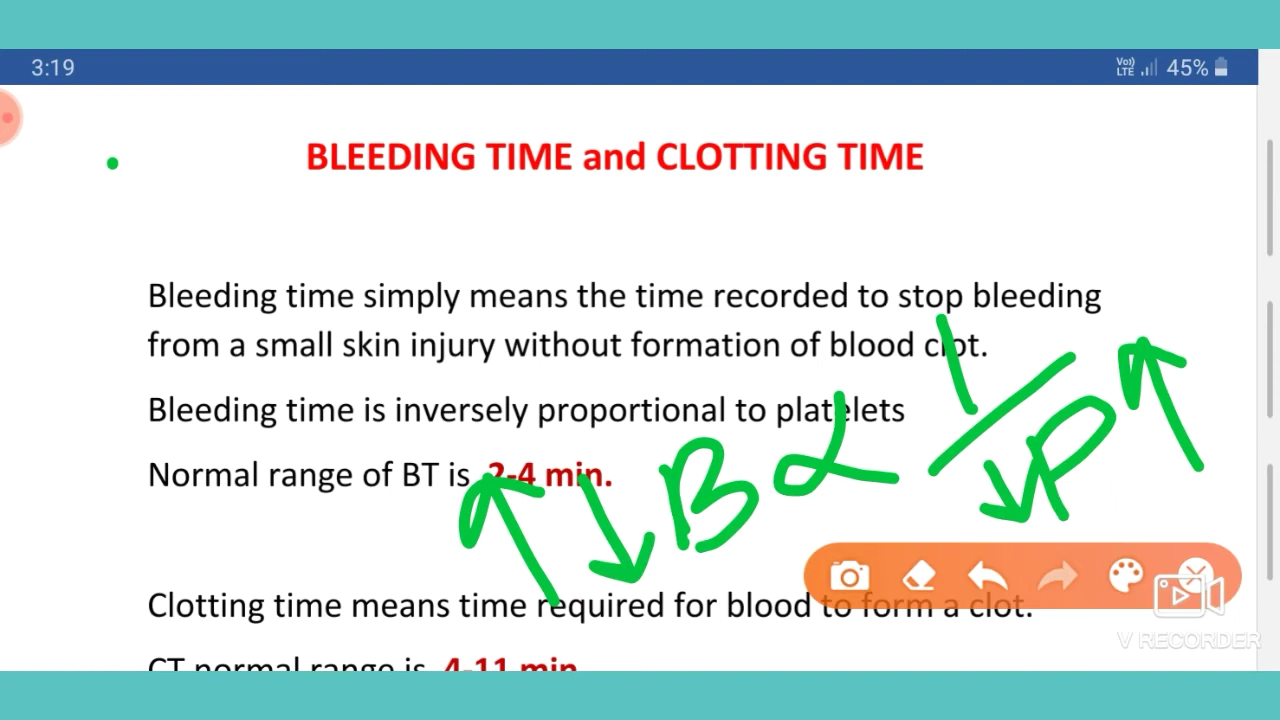 3:19
Vo)
LTE
45%
BLEEDING TIME and CLOTTING TIME
Bleeding time simply means the time recorded to stop bleeding
from a small skin injury without formation of blood clot.
Bleeding time is inversely proportional to platelets
Normal range of BT is 2-4 min.
↑ ↓ B ∝ 1/↓P↑
Clotting time means time required for blood to form a clot.
CT normal range is 4-11 min
V RECORDER